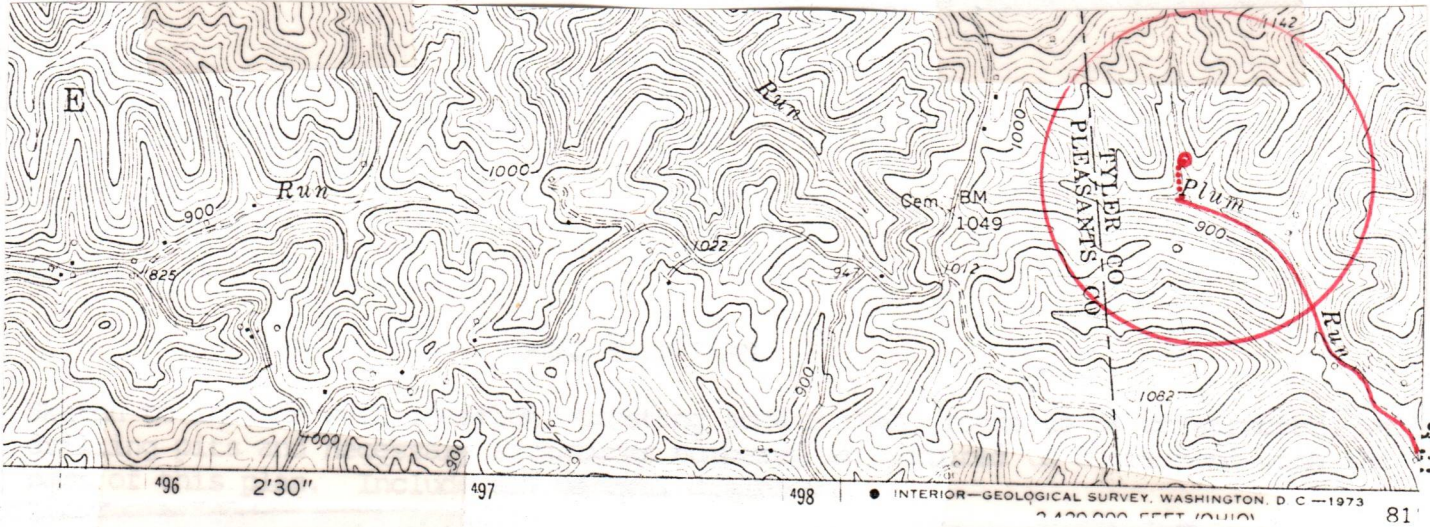 1142
E
Run
1000
1000
TYLER CO
PLEASANTS CO
Run
900
Cem
BM
1049
Plum
900
1022
825
947
1012
Run
900
1082
1000
900
496 2'30" 497 498 INTERIOR—GEOLOGICAL SURVEY, WASHINGTON, D C —1973
81